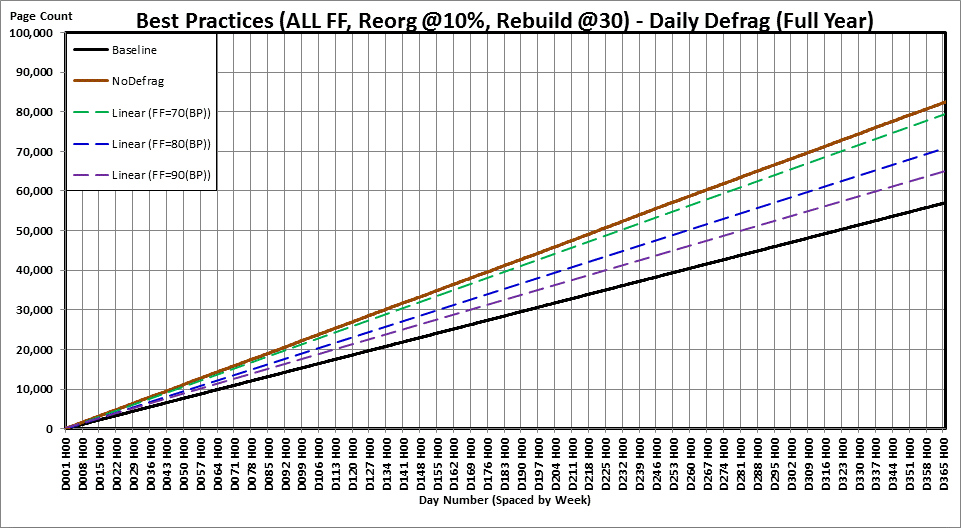 Page Count
Best Practices (ALL FF, Reorg @10%, Rebuild @30) - Daily Defrag (Full Year)
100,000
90,000
80,000
70,000
60,000
50,000
40,000
30,000
20,000
10,000
0
Baseline
NoDefrag
Linear (FF=70(BP))
Linear (FF=80(BP))
Linear (FF=90(BP))
D001 H00
D008 H00
D015 H00
D022 H00
D029 H00
D036 H00
D043 H00
D050 H00
D057 H00
D064 H00
D071 H00
D078 H00
D085 H00
D092 H00
D099 H00
D106 H00
D113 H00
D120 H00
D127 H00
D134 H00
D141 H00
D148 H00
D155 H00
D162 H00
D169 H00
D176 H00
D183 H00
D190 H00
D197 H00
D204 H00
D211 H00
D218 H00
D225 H00
D232 H00
D239 H00
D246 H00
D253 H00
D260 H00
D267 H00
D274 H00
D281 H00
D288 H00
D295 H00
D302 H00
D309 H00
D316 H00
D323 H00
D330 H00
D337 H00
D344 H00
D351 H00
D358 H00
D365 H00
Day Number (Spaced by Week)